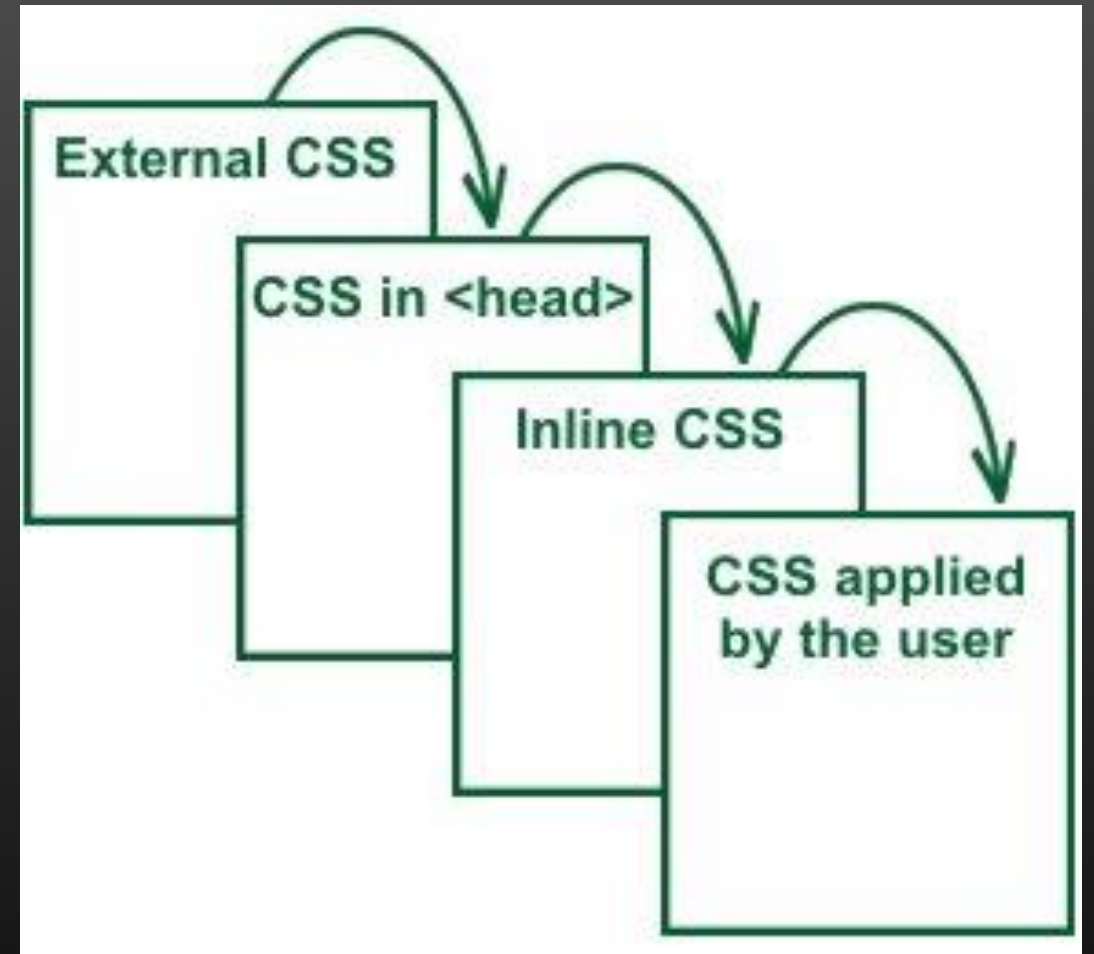 External CSS
CSS in <head>
Inline CSS
CSS applied
by the user